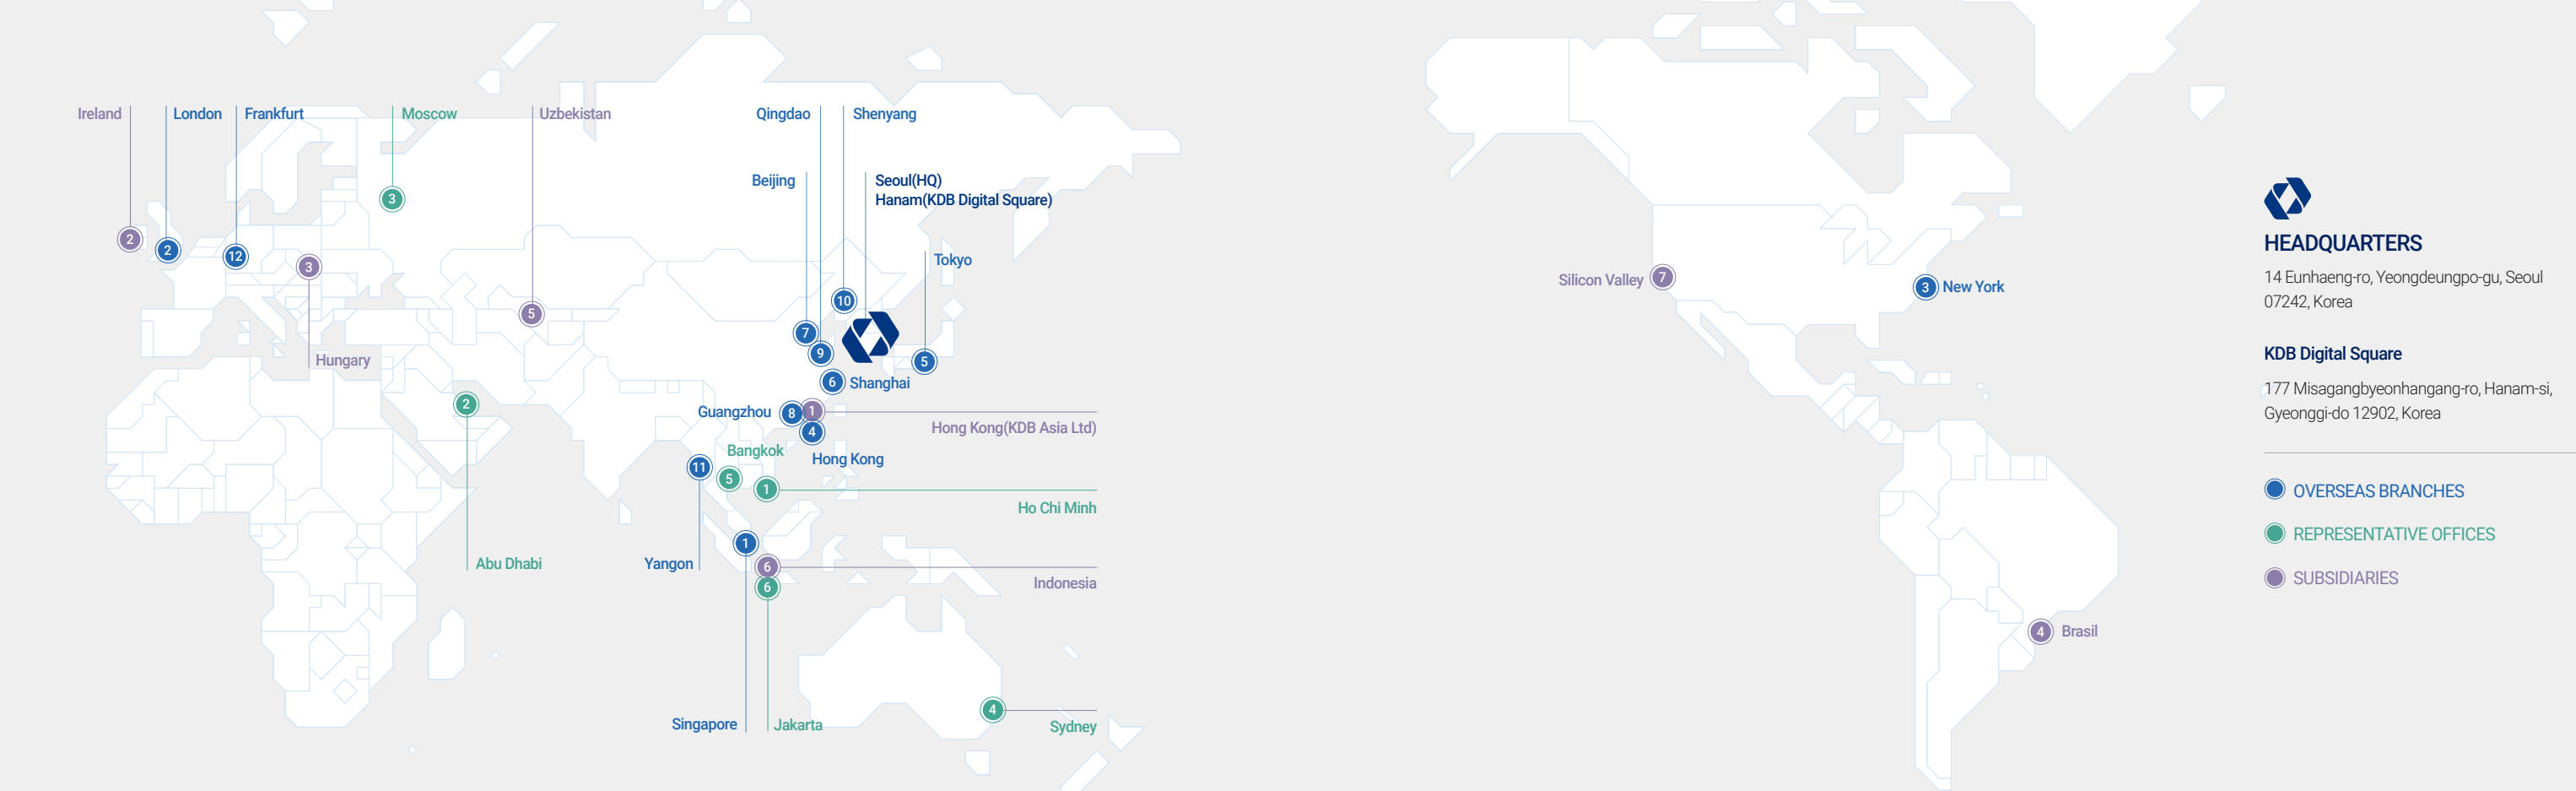 Ireland
London
Frankfurt
Moscow
Uzbekistan
Qingdao
Shenyang
Beijing
Seoul(HQ)
Hanam(KDB Digital Square)
3
2
2
12
3
Tokyo
5
10
7
9
5
Hungary
6
Shanghai
2
Guangzhou
8
1
4
Hong Kong(KDB Asia Ltd)
Bangkok
Hong Kong
11
5
1
Ho Chi Minh
1
Abu Dhabi
Yangon
6
Indonesia
6
4
Singapore
Jakarta
Sydney
Silicon Valley
7
3
New York
4
Brasil
HEADQUARTERS
14 Eunhaeng-ro, Yeongdeungpo-gu, Seoul
07242, Korea
KDB Digital Square
177 Misagangbyeonhangang-ro, Hanam-si,
Gyeonggi-do 12902, Korea
OVERSEAS BRANCHES
REPRESENTATIVE OFFICES
SUBSIDIARIES